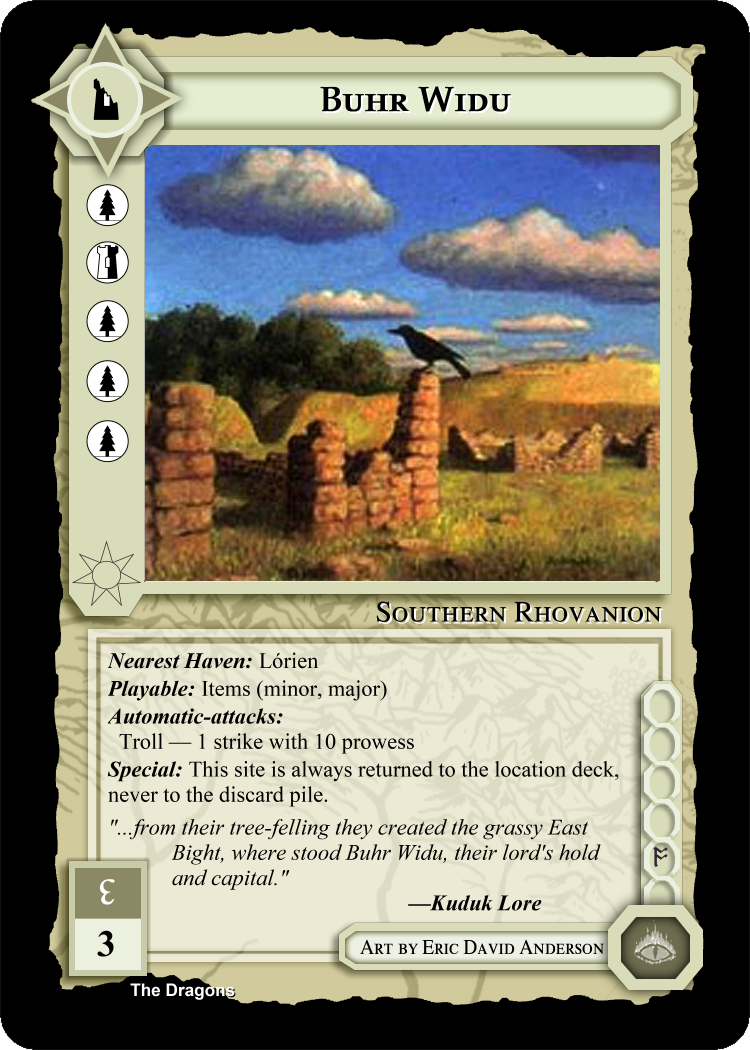 Buhr Widu
Southern Rhovanion
Nearest Haven: Lórien
Playable: Items (minor, major)
Automatic-attacks:
Troll — 1 strike with 10 prowess
Special: This site is always returned to the location deck,
never to the discard pile.
"...from their tree-felling they created the grassy East
Bight, where stood Buhr Widu, their lord's hold
and capital."
—Kuduk Lore
ε
3
Art by Eric David Anderson
The Dragons